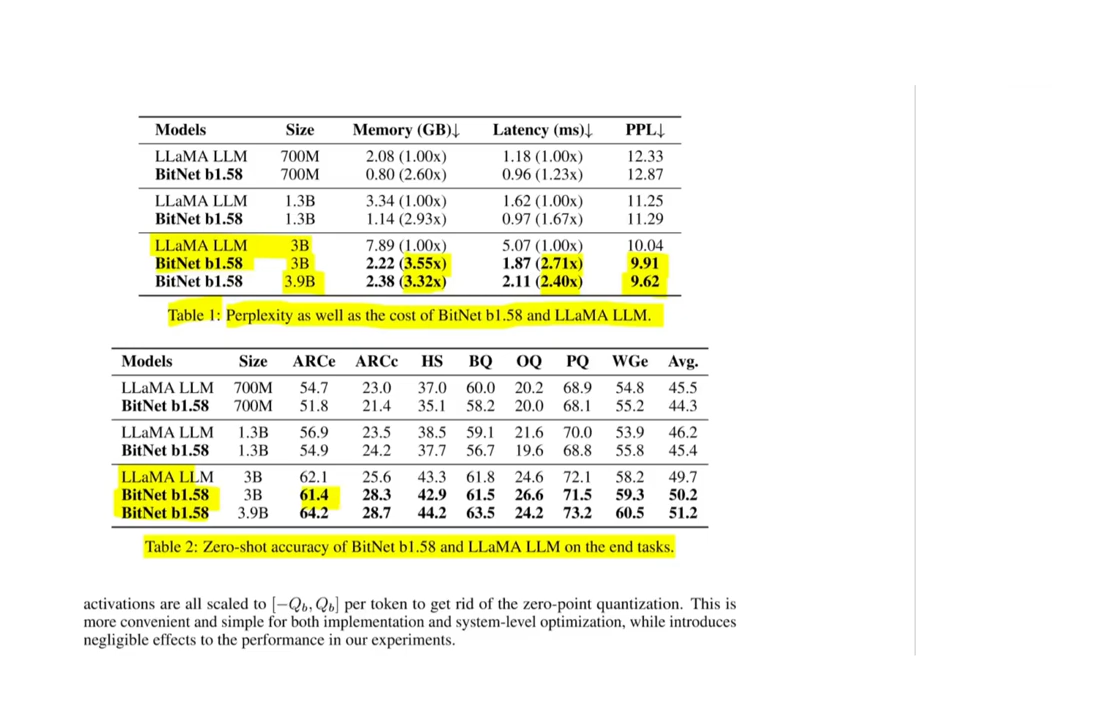 Models Size Memory (GB)↓ Latency (ms)↓ PPL↓
LLaMA LLM 700M 2.08 (1.00x) 1.18 (1.00x) 12.33
BitNet b1.58 700M 0.80 (2.60x) 0.96 (1.23x) 12.87
LLaMA LLM 1.3B 3.34 (1.00x) 1.62 (1.00x) 11.25
BitNet b1.58 1.3B 1.14 (2.93x) 0.97 (1.67x) 11.29
LLaMA LLM 3B 7.89 (1.00x) 5.07 (1.00x) 10.04
BitNet b1.58 3B 2.22 (3.55x) 1.87 (2.71x) 9.91
BitNet b1.58 3.9B 2.38 (3.32x) 2.11 (2.40x) 9.62
Table 1: Perplexity as well as the cost of BitNet b1.58 and LLaMA LLM.
Models Size ARCe ARCc HS BQ OQ PQ WGe Avg.
LLaMA LLM 700M 54.7 23.0 37.0 60.0 20.2 68.9 54.8 45.5
BitNet b1.58 700M 51.8 21.4 35.1 58.2 20.0 68.1 55.2 44.3
LLaMA LLM 1.3B 56.9 23.5 38.5 59.1 21.6 70.0 53.9 46.2
BitNet b1.58 1.3B 54.9 24.2 37.7 56.7 19.6 68.8 55.8 45.4
LLaMA LLM 3B 62.1 25.6 43.3 61.8 24.6 72.1 58.2 49.7
BitNet b1.58 3B 61.4 28.3 42.9 61.5 26.6 71.5 59.3 50.2
BitNet b1.58 3.9B 64.2 28.7 44.2 63.5 24.2 73.2 60.5 51.2
Table 2: Zero-shot accuracy of BitNet b1.58 and LLaMA LLM on the end tasks.
activations are all scaled to [−Q_b, Q_b] per token to get rid of the zero-point quantization. This is
more convenient and simple for both implementation and system-level optimization, while introduces
negligible effects to the performance in our experiments.